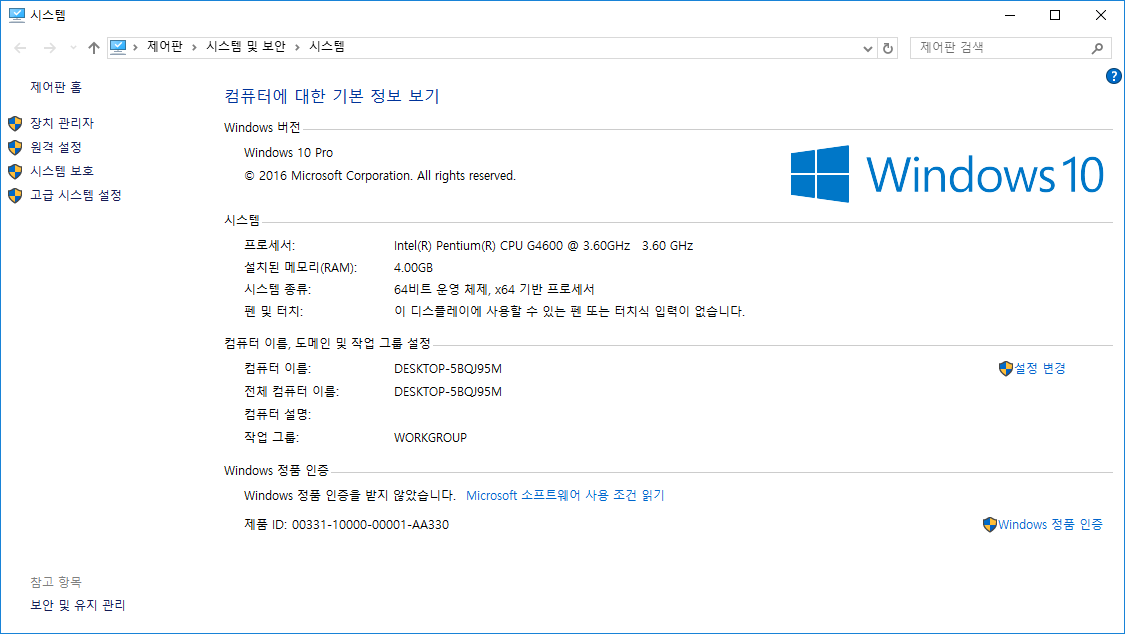 시스템
제어판 > 시스템 및 보안 > 시스템
제어판 검색
제어판 홈
장치 관리자
원격 설정
시스템 보호
고급 시스템 설정
컴퓨터에 대한 기본 정보 보기
Windows 버전
Windows 10 Pro
© 2016 Microsoft Corporation. All rights reserved.
Windows 10
시스템
프로세서: Intel(R) Pentium(R) CPU G4600 @ 3.60GHz 3.60 GHz
설치된 메모리(RAM): 4.00GB
시스템 종류: 64비트 운영 체제, x64 기반 프로세서
펜 및 터치: 이 디스플레이에 사용할 수 있는 펜 또는 터치식 입력이 없습니다.
컴퓨터 이름, 도메인 및 작업 그룹 설정
컴퓨터 이름: DESKTOP-5BQJ95M 설정 변경
전체 컴퓨터 이름: DESKTOP-5BQJ95M
컴퓨터 설명:
작업 그룹: WORKGROUP
Windows 정품 인증
Windows 정품 인증을 받지 않았습니다. Microsoft 소프트웨어 사용 조건 읽기
제품 ID: 00331-10000-00001-AA330 Windows 정품 인증
참고 항목
보안 및 유지 관리